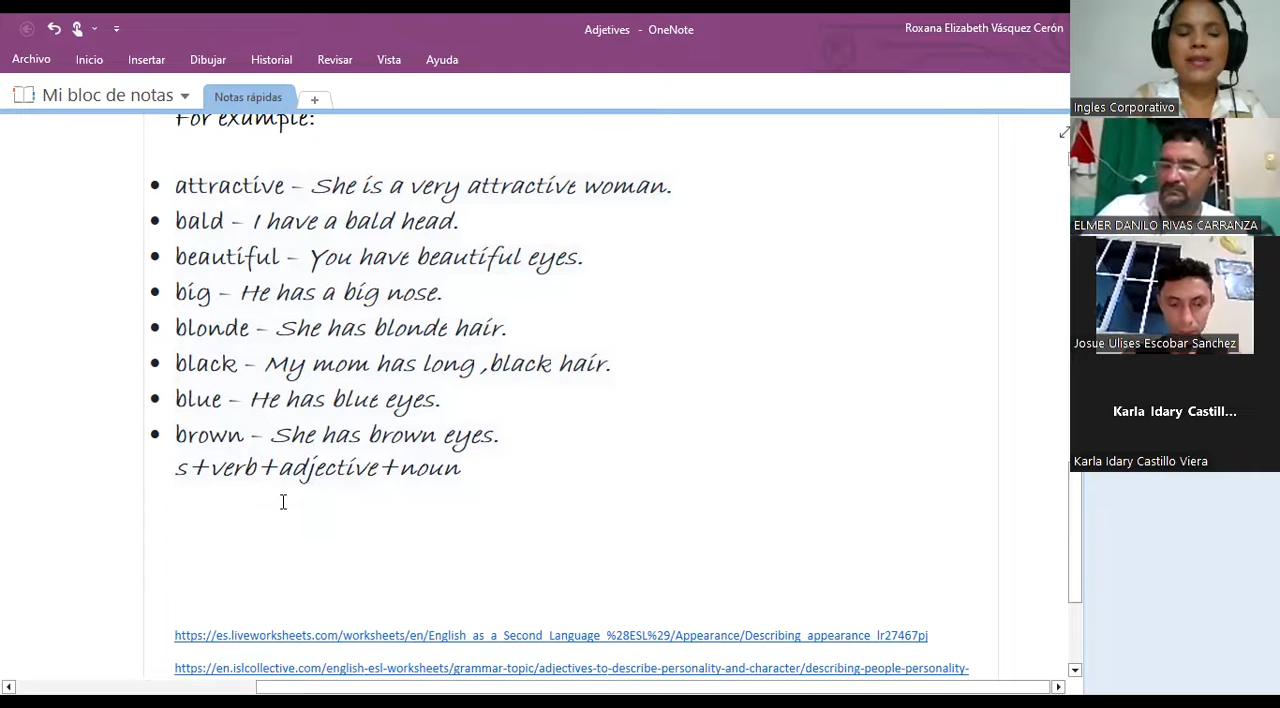 Adjetives - OneNote
Roxana Elizabeth Vásquez Cerón
Archivo Inicio Insertar Dibujar Historial Revisar Vista Ayuda
Mi bloc de notas
Notas rápidas
For example:
attractive – She is a very attractive woman.
bald – I have a bald head.
beautiful – You have beautiful eyes.
big – He has a big nose.
blonde – She has blonde hair.
black – My mom has long ,black hair.
blue – He has blue eyes.
brown – She has brown eyes.
s+verb+adjective+noun
https://es.liveworksheets.com/worksheets/en/English_as_a_Second_Language_%28ESL%29/Appearance/Describing_appearance_lr27467pj
https://en.islcollective.com/english-esl-worksheets/grammar-topic/adjectives-to-describe-personality-and-character/describing-people-personality-
Ingles Corporativo
ELMER DANILO RIVAS CARRANZA
Josue Ulises Escobar Sanchez
Karla Idary Castill...
Karla Idary Castillo Viera